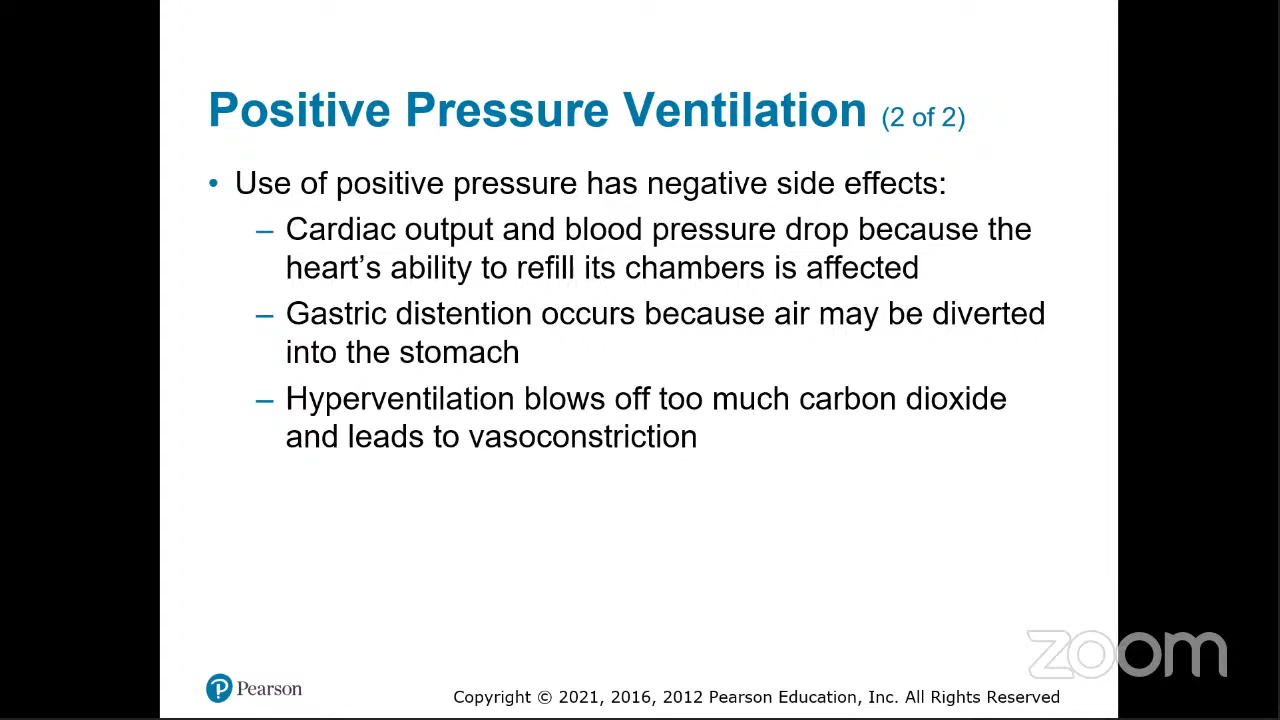 Positive Pressure Ventilation (2 of 2)
• Use of positive pressure has negative side effects:
– Cardiac output and blood pressure drop because the
heart's ability to refill its chambers is affected
– Gastric distention occurs because air may be diverted
into the stomach
– Hyperventilation blows off too much carbon dioxide
and leads to vasoconstriction
zoom
Pearson
Copyright © 2021, 2016, 2012 Pearson Education, Inc. All Rights Reserved